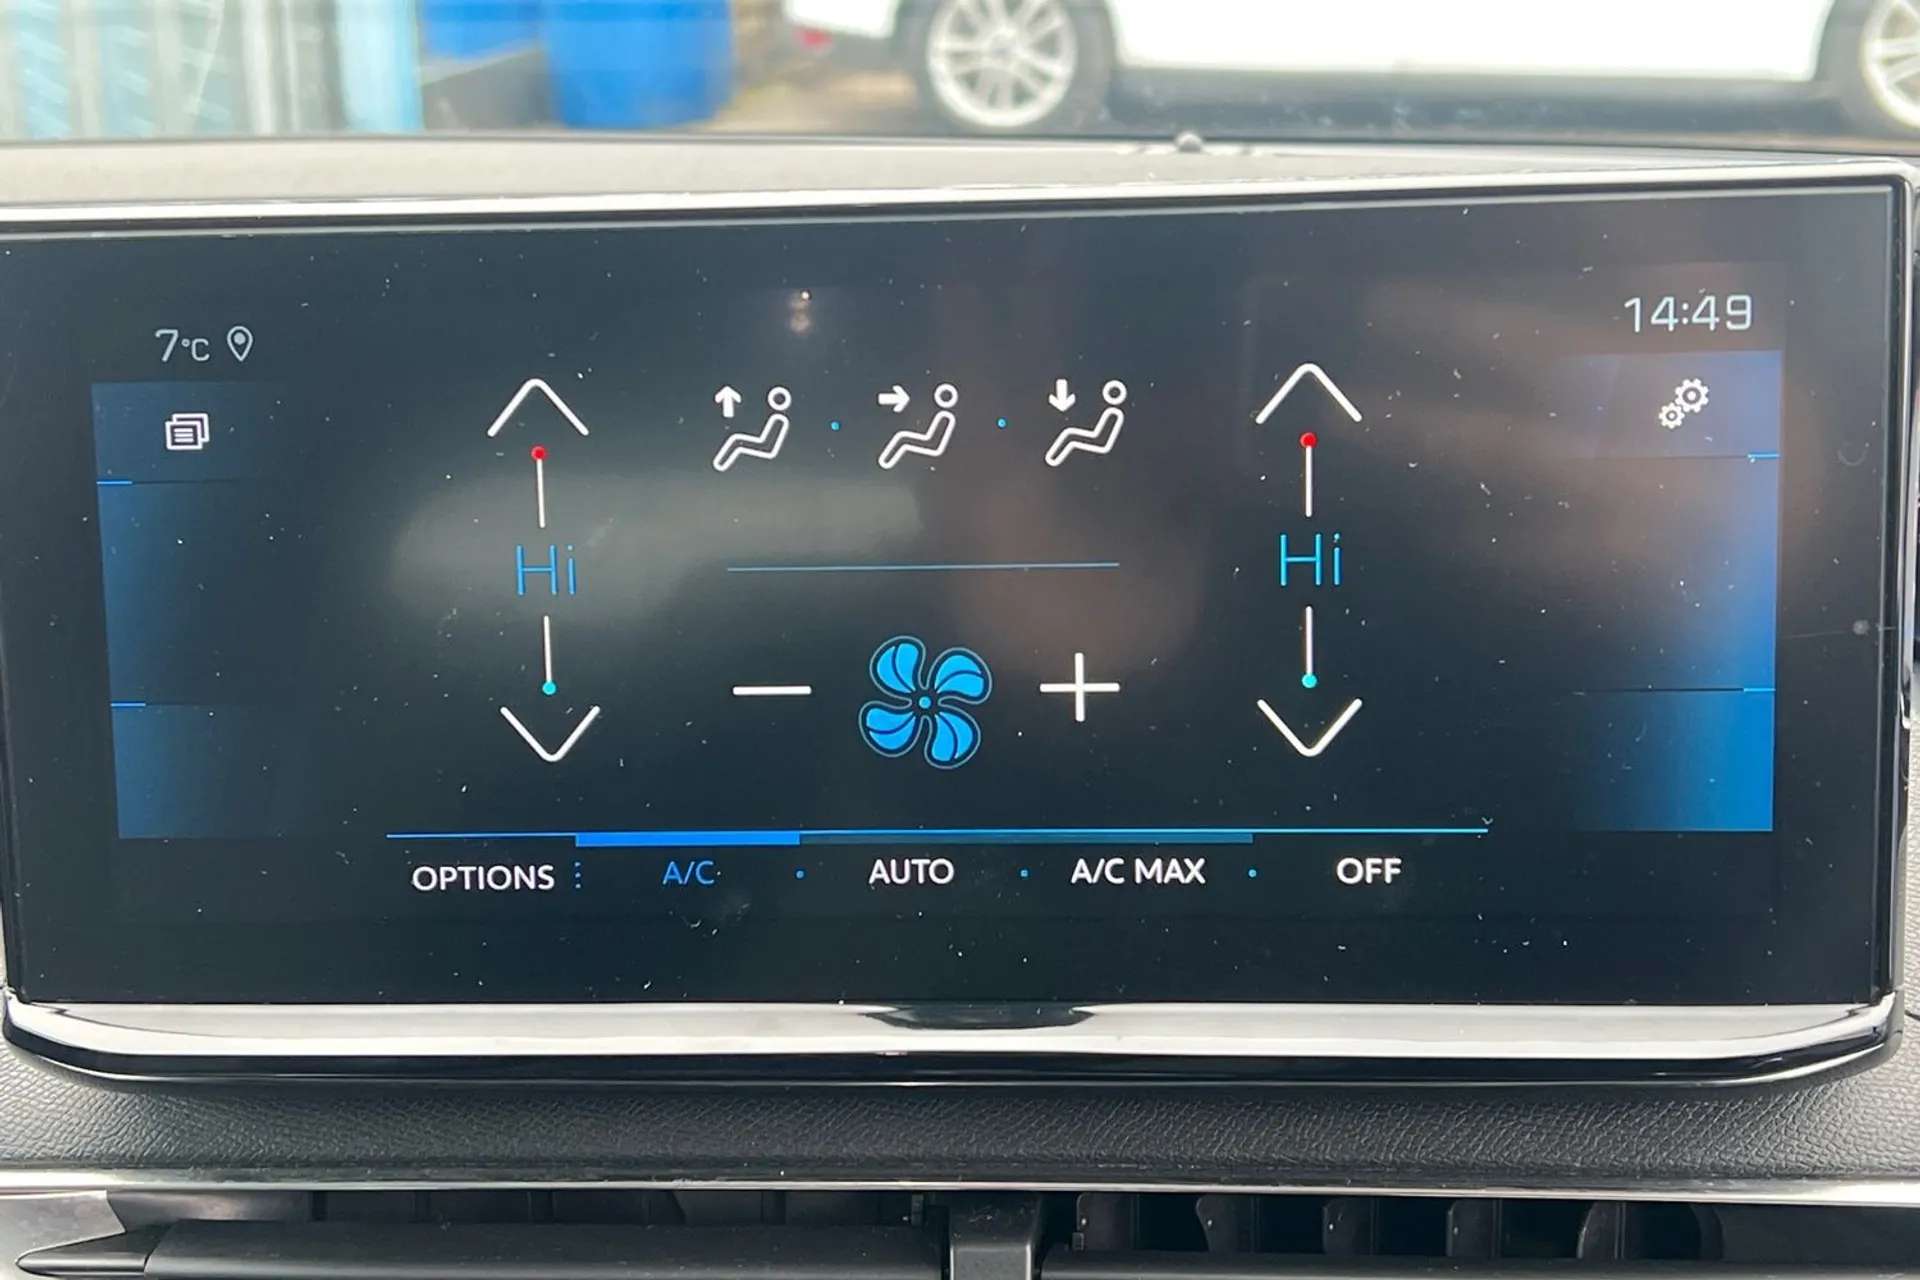 7°C
14:49
Hi
Hi
OPTIONS A/C AUTO A/C MAX OFF